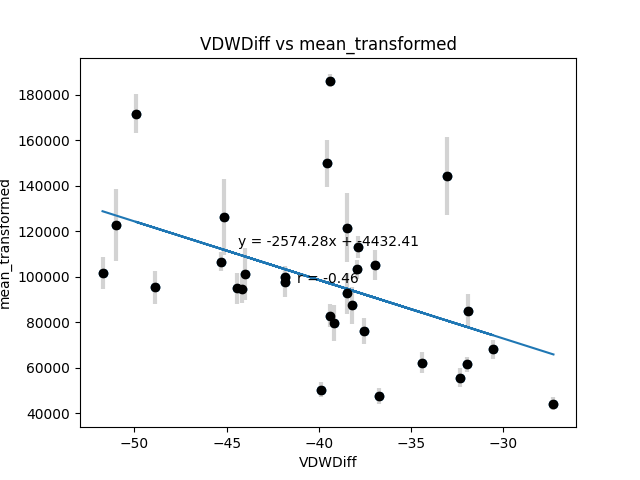 VDWDiff vs mean_transformed
mean_transformed
180000
160000
140000
120000
100000
80000
60000
40000
y = -2574.28x + -4432.41
r = -0.46
−50
−45
−40
−35
−30
VDWDiff